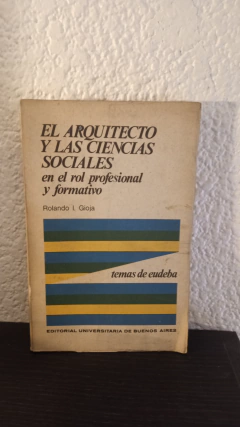 EL ARQUITECTO
Y LAS CIENCIAS
SOCIALES
en el rol profesional
y formativo
Rolando I. Gioja
temas de eudeba
EDITORIAL UNIVERSITARIA DE BUENOS AIRES